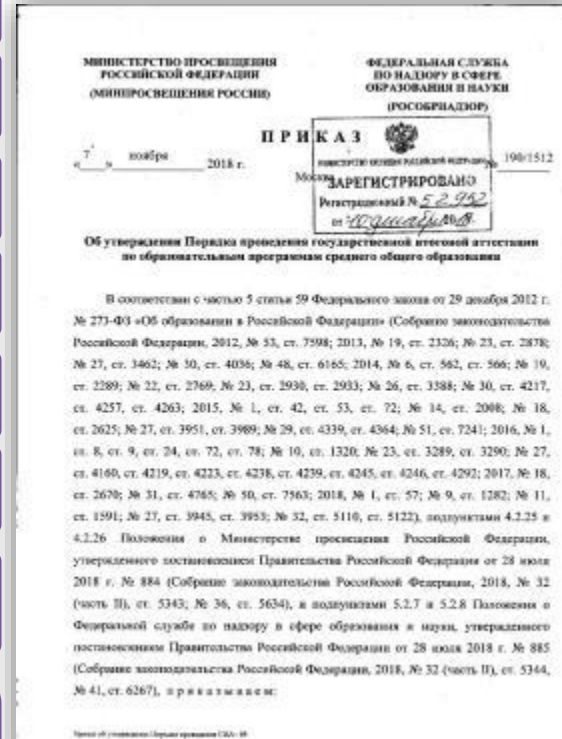 МИНИСТЕРСТВО ПРОСВЕЩЕНИЯ
РОССИЙСКОЙ ФЕДЕРАЦИИ
(МИНПРОСВЕЩЕНИЯ РОССИИ)
ФЕДЕРАЛЬНАЯ СЛУЖБА
ПО НАДЗОРУ В СФЕРЕ
ОБРАЗОВАНИЯ И НАУКИ
(РОСОБРНАДЗОР)
ПРИКАЗ
« 7 » ноября 2018 г.
№ 190/1512
Москва
МИНИСТЕРСТВО ЮСТИЦИИ РОССИЙСКОЙ ФЕДЕРАЦИИ
ЗАРЕГИСТРИРОВАНО
Регистрационный № 52952
от 10 декабря
Об утверждении Порядка проведения государственной итоговой аттестации
по образовательным программам среднего общего образования
В соответствии с частью 5 статьи 59 Федерального закона от 29 декабря 2012 г.
№ 273-ФЗ «Об образовании в Российской Федерации» (Собрание законодательства
Российской Федерации, 2012, № 53, ст. 7598; 2013, № 19, ст. 2326; № 23, ст. 2878;
№ 27, ст. 3462; № 30, ст. 4036; № 48, ст. 6165; 2014, № 6, ст. 562, ст. 566; № 19,
ст. 2289; № 22, ст. 2769; № 23, ст. 2930, ст. 2933; № 26, ст. 3388; № 30, ст. 4217,
ст. 4257, ст. 4263; 2015, № 1, ст. 42, ст. 53, ст. 72; № 14, ст. 2008; № 18,
ст. 2625; № 27, ст. 3951, ст. 3989; № 29, ст. 4339, ст. 4364; № 51, ст. 7241; 2016, № 1,
ст. 8, ст. 9, ст. 24, ст. 72, ст. 78; № 10, ст. 1320; № 23, ст. 3289, ст. 3290; № 27,
ст. 4160, ст. 4219, ст. 4223, ст. 4238, ст. 4239, ст. 4245, ст. 4246, ст. 4292; 2017, № 18,
ст. 2670; № 31, ст. 4765; № 50, ст. 7563; 2018, № 1, ст. 57; № 9, ст. 1282; № 11,
ст. 1591; № 27, ст. 3945, ст. 3953; № 32, ст. 5110, ст. 5122), подпунктами 4.2.25 и
4.2.26 Положения о Министерстве просвещения Российской Федерации,
утвержденного постановлением Правительства Российской Федерации от 28 июля
2018 г. № 884 (Собрание законодательства Российской Федерации, 2018, № 32
(часть II), ст. 5343; № 36, ст. 5634), и подпунктами 5.2.7 и 5.2.8 Положения о
Федеральной службе по надзору в сфере образования и науки, утвержденного
постановлением Правительства Российской Федерации от 28 июля 2018 г. № 885
(Собрание законодательства Российской Федерации, 2018, № 32 (часть II), ст. 5344,
№ 41, ст. 6267), приказываем: